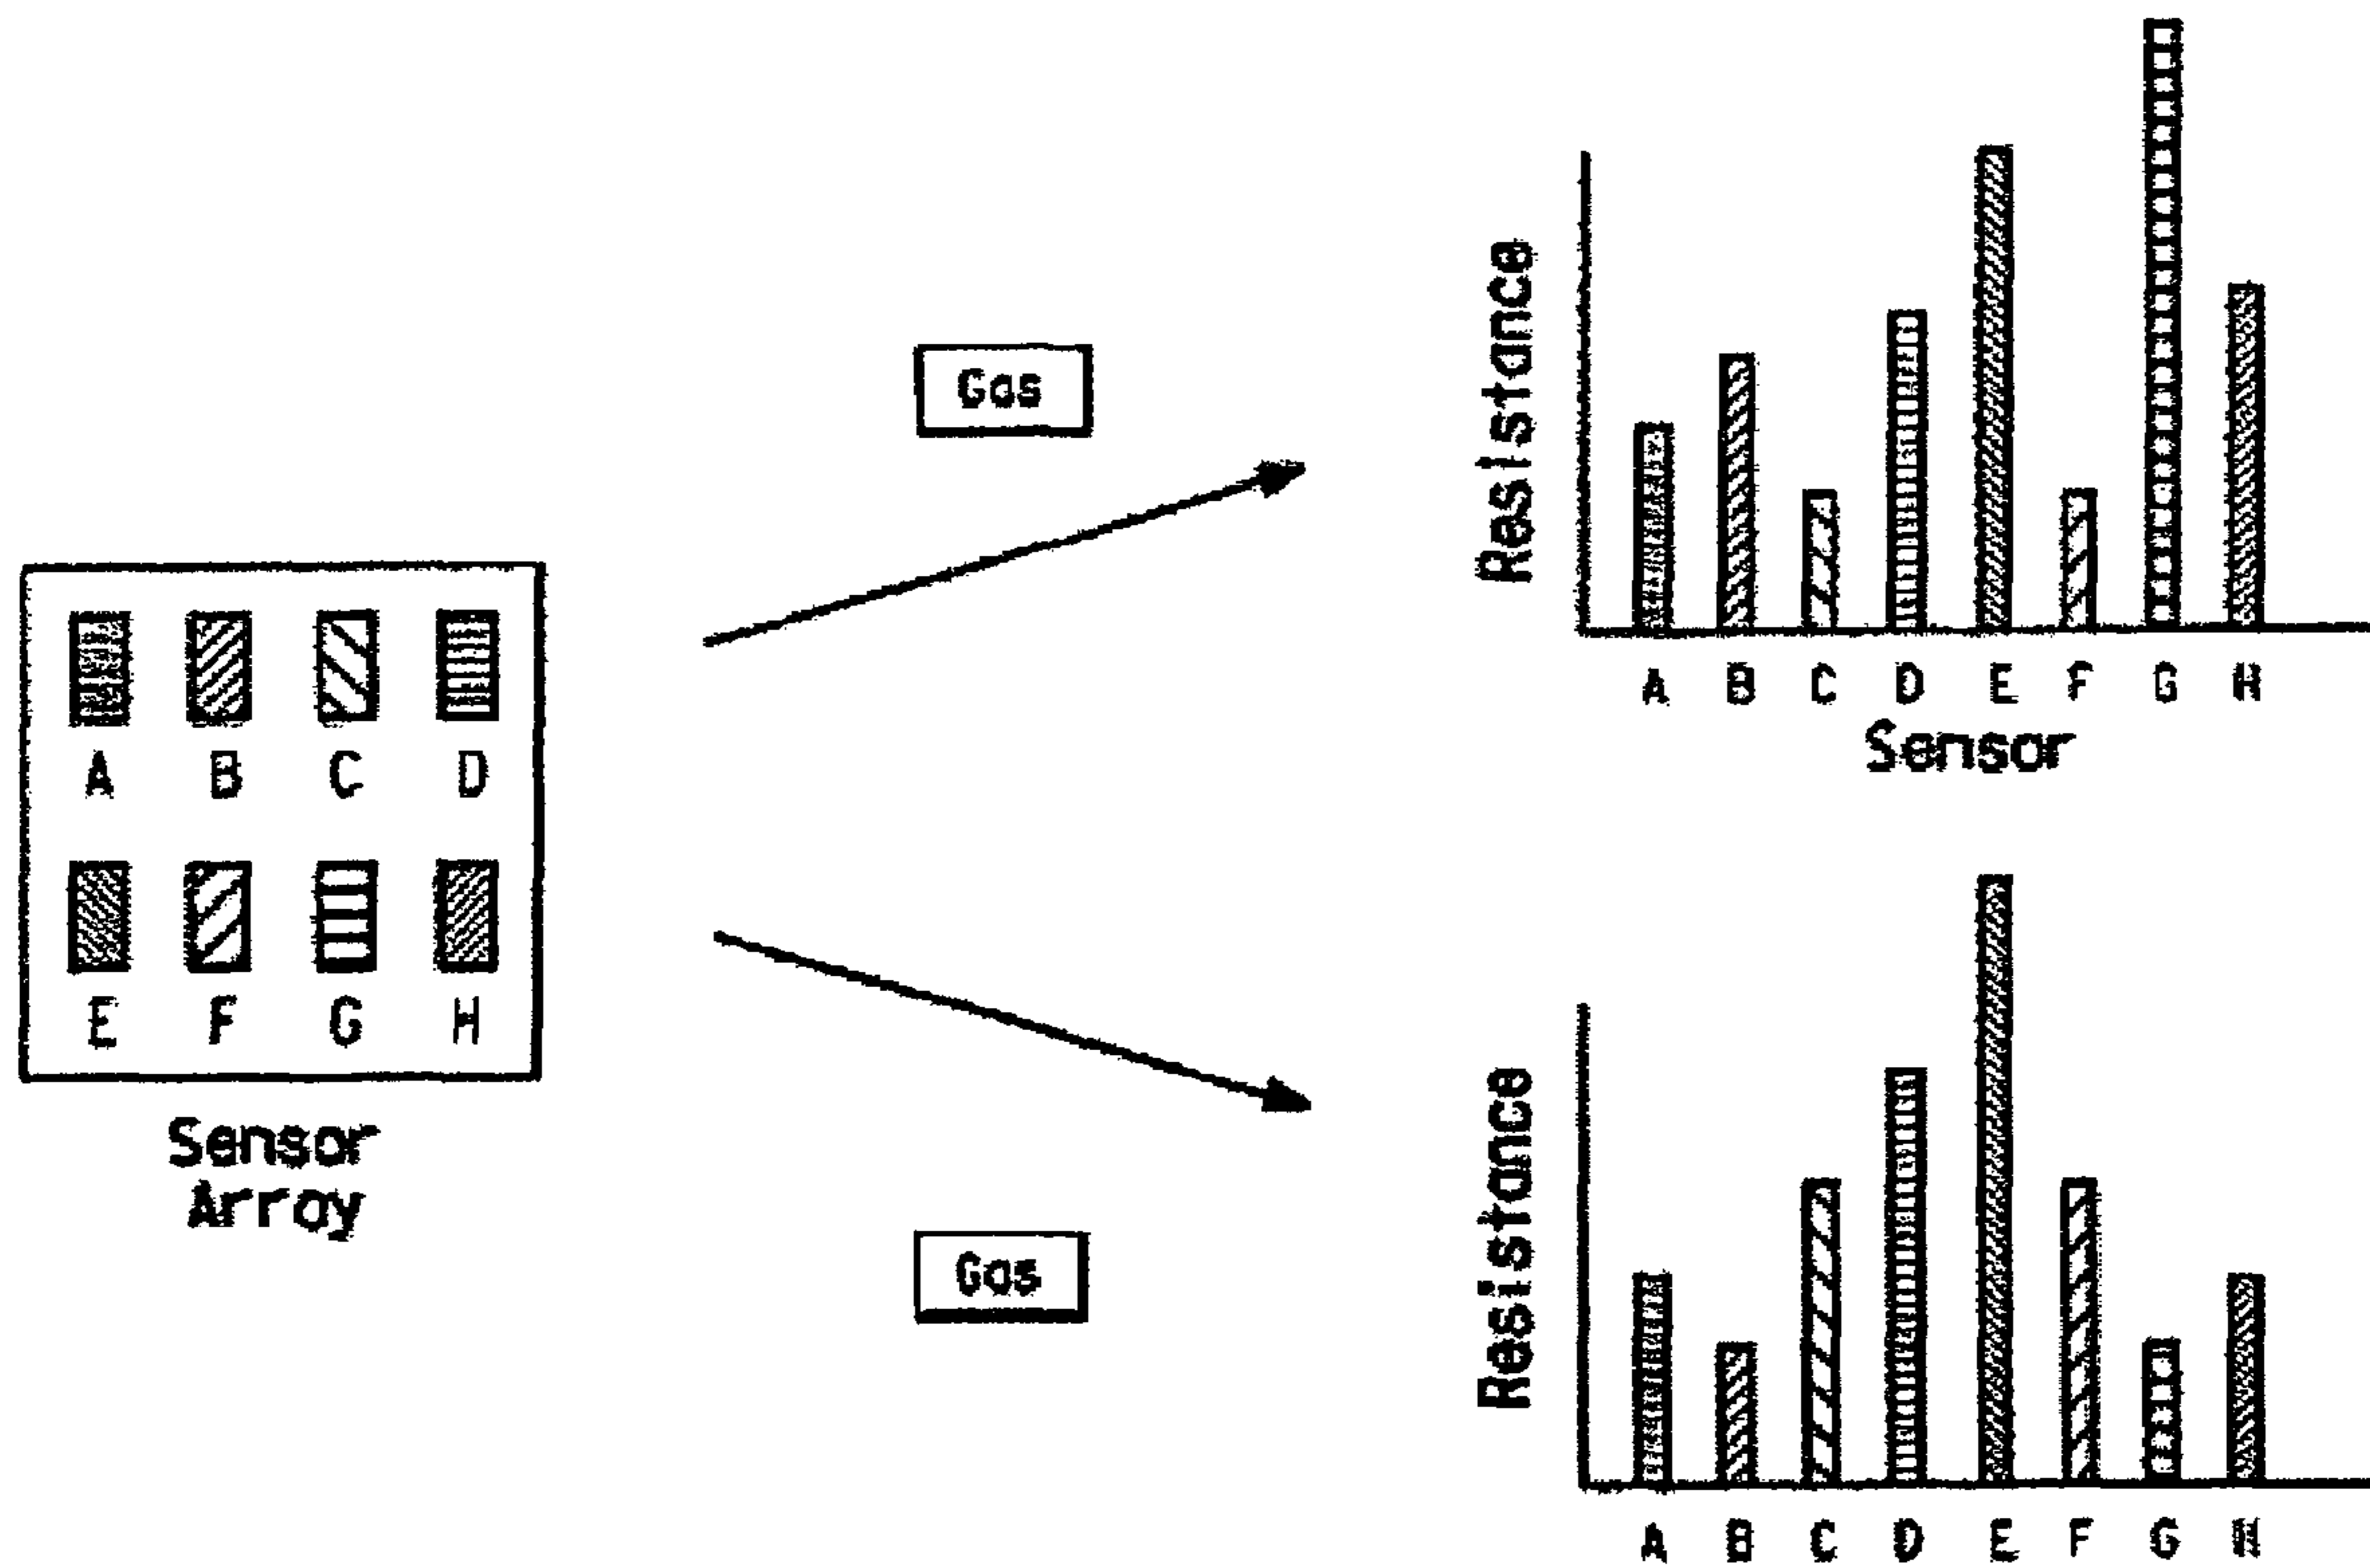 A B C D
E F G H
Sensor
Array
Gas
Gas
Resistance
A B C D E F G H
Sensor
Resistance
A B C D E F G H